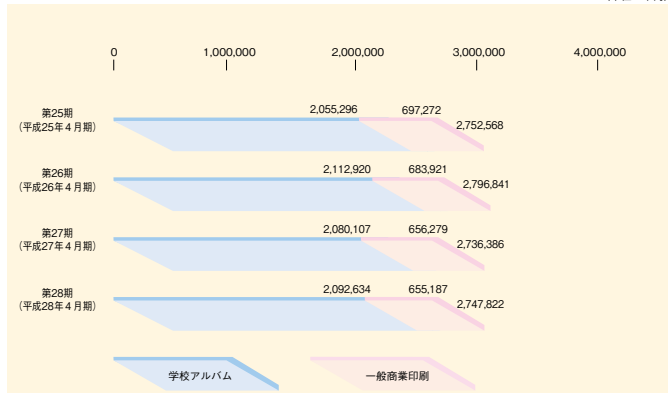 0 1,000,000 2,000,000 3,000,000 4,000,000
第25期
（平成25年４月期）
2,055,296 697,272
2,752,568
第26期
（平成26年４月期）
2,112,920 683,921
2,796,841
第27期
（平成27年４月期）
2,080,107 656,279
2,736,386
第28期
（平成28年４月期）
2,092,634 655,187
2,747,822
学校アルバム 一般商業印刷